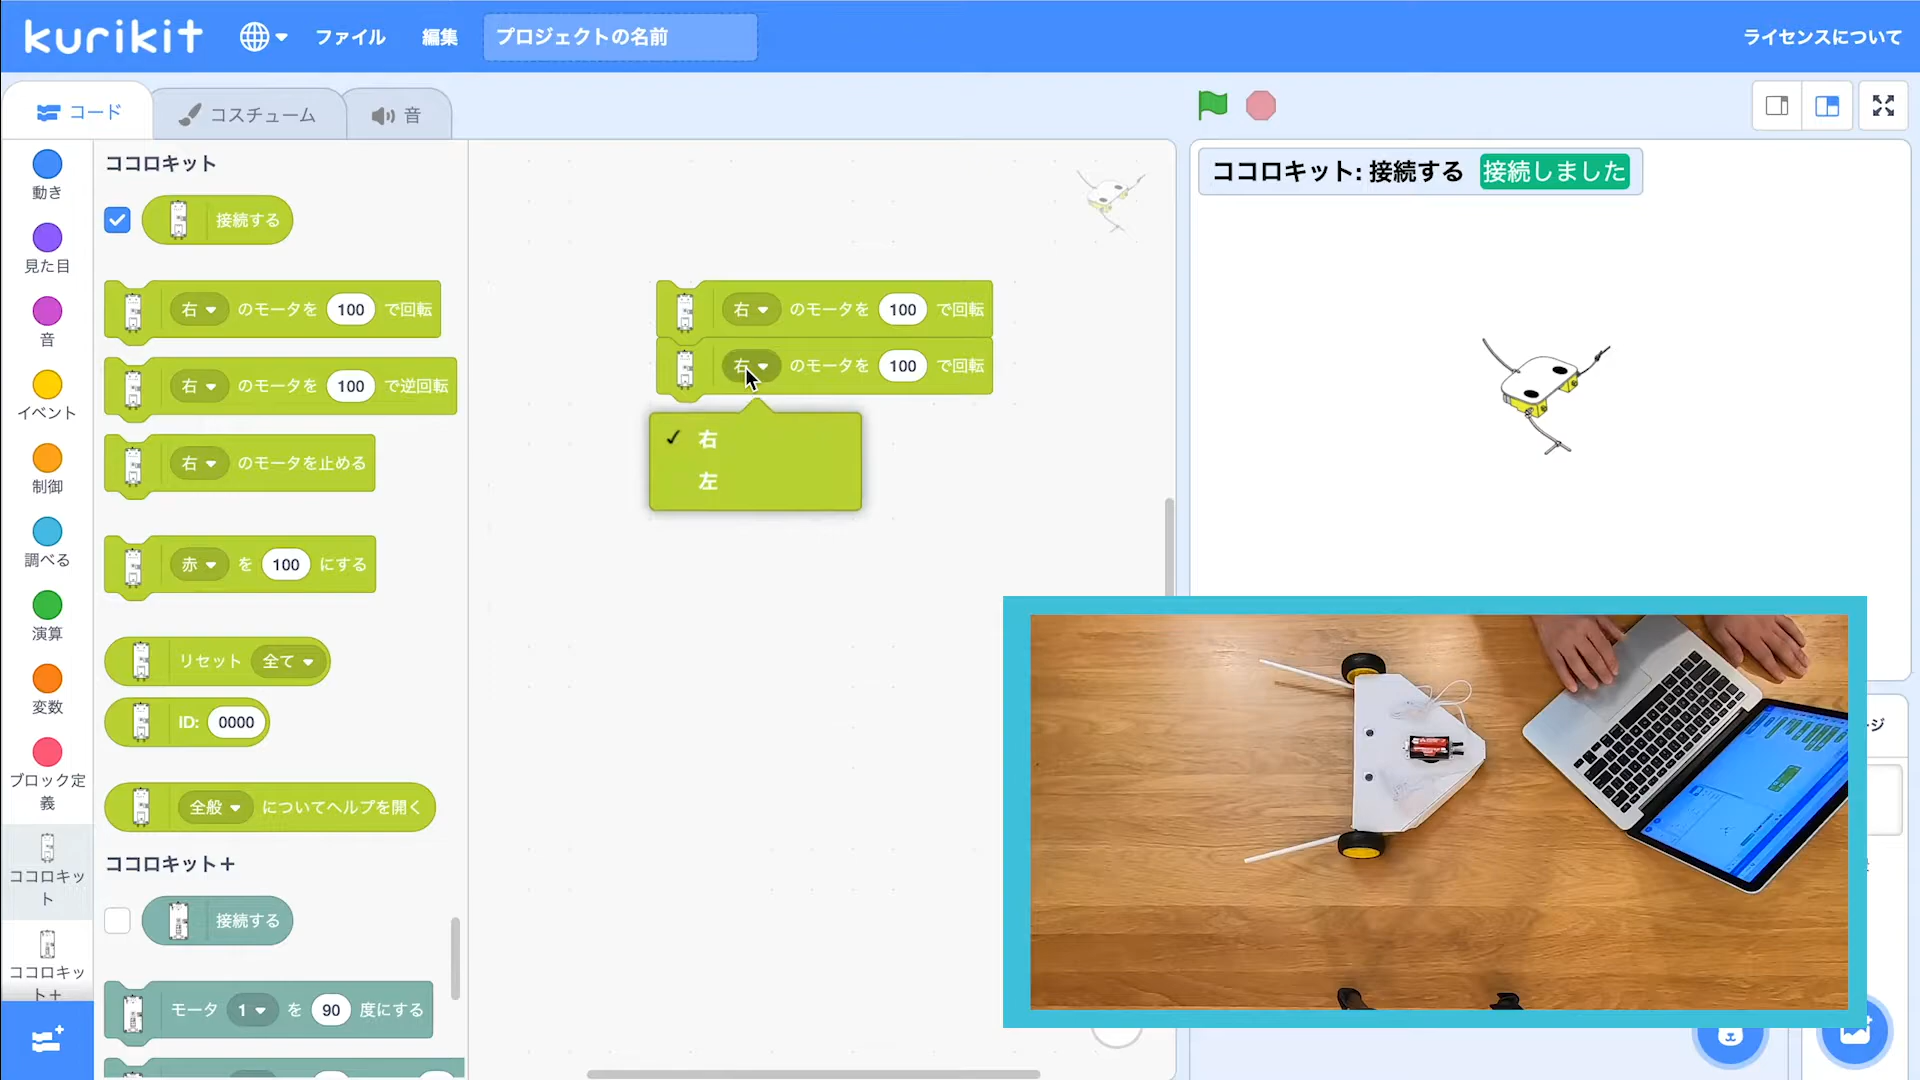 kurikit
ファイル
編集
プロジェクトの名前
ライセンスについて
コード
コスチューム
音
動き
見た目
音
イベント
制御
調べる
演算
変数
ブロック定
義
ココロキッ
ト
ココロキッ
ト+
ココロキット
接続する
右 のモータを 100 で回転
右 のモータを 100 で逆回転
右 のモータを止める
赤 を 100 にする
リセット 全て
ID: 0000
全般 についてヘルプを開く
ココロキット+
接続する
モータ 1 を 90 度にする
右 のモータを 100 で回転
右 のモータを 100 で回転
右
左
ココロキット: 接続する 接続しました
ジ